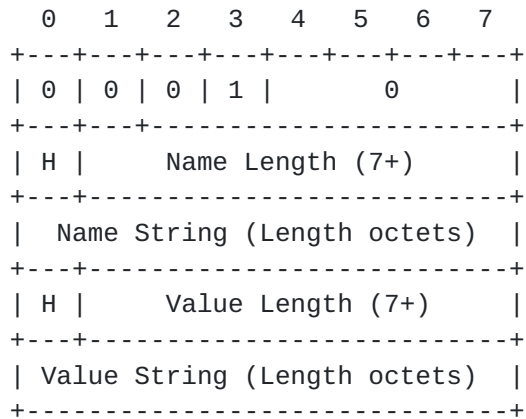 0   1   2   3   4   5   6   7
+---+---+---+---+---+---+---+---+
| 0 | 0 | 0 | 1 |       0       |
+---+---+-----------------------+
| H |     Name Length (7+)      |
+---+---------------------------+
|  Name String (Length octets)  |
+---+---------------------------+
| H |     Value Length (7+)     |
+---+---------------------------+
| Value String (Length octets)  |
+-------------------------------+